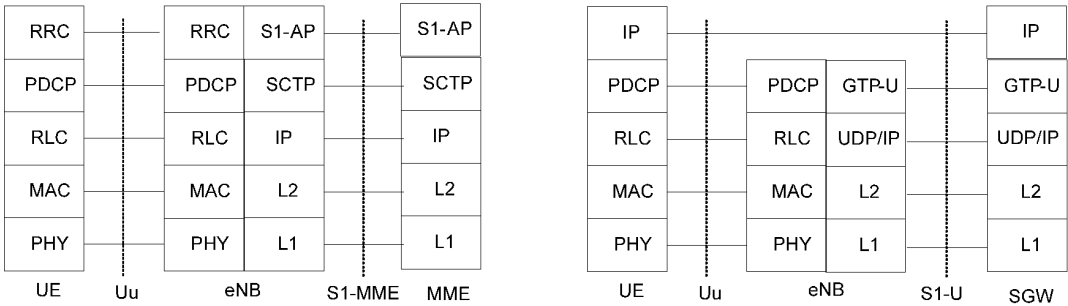 RRC RRC S1-AP S1-AP
PDCP PDCP SCTP SCTP
RLC RLC IP IP
MAC MAC L2 L2
PHY PHY L1 L1
UE Uu eNB S1-MME MME
IP IP
PDCP PDCP GTP-U GTP-U
RLC RLC UDP/IP UDP/IP
MAC MAC L2 L2
PHY PHY L1 L1
UE Uu eNB S1-U SGW